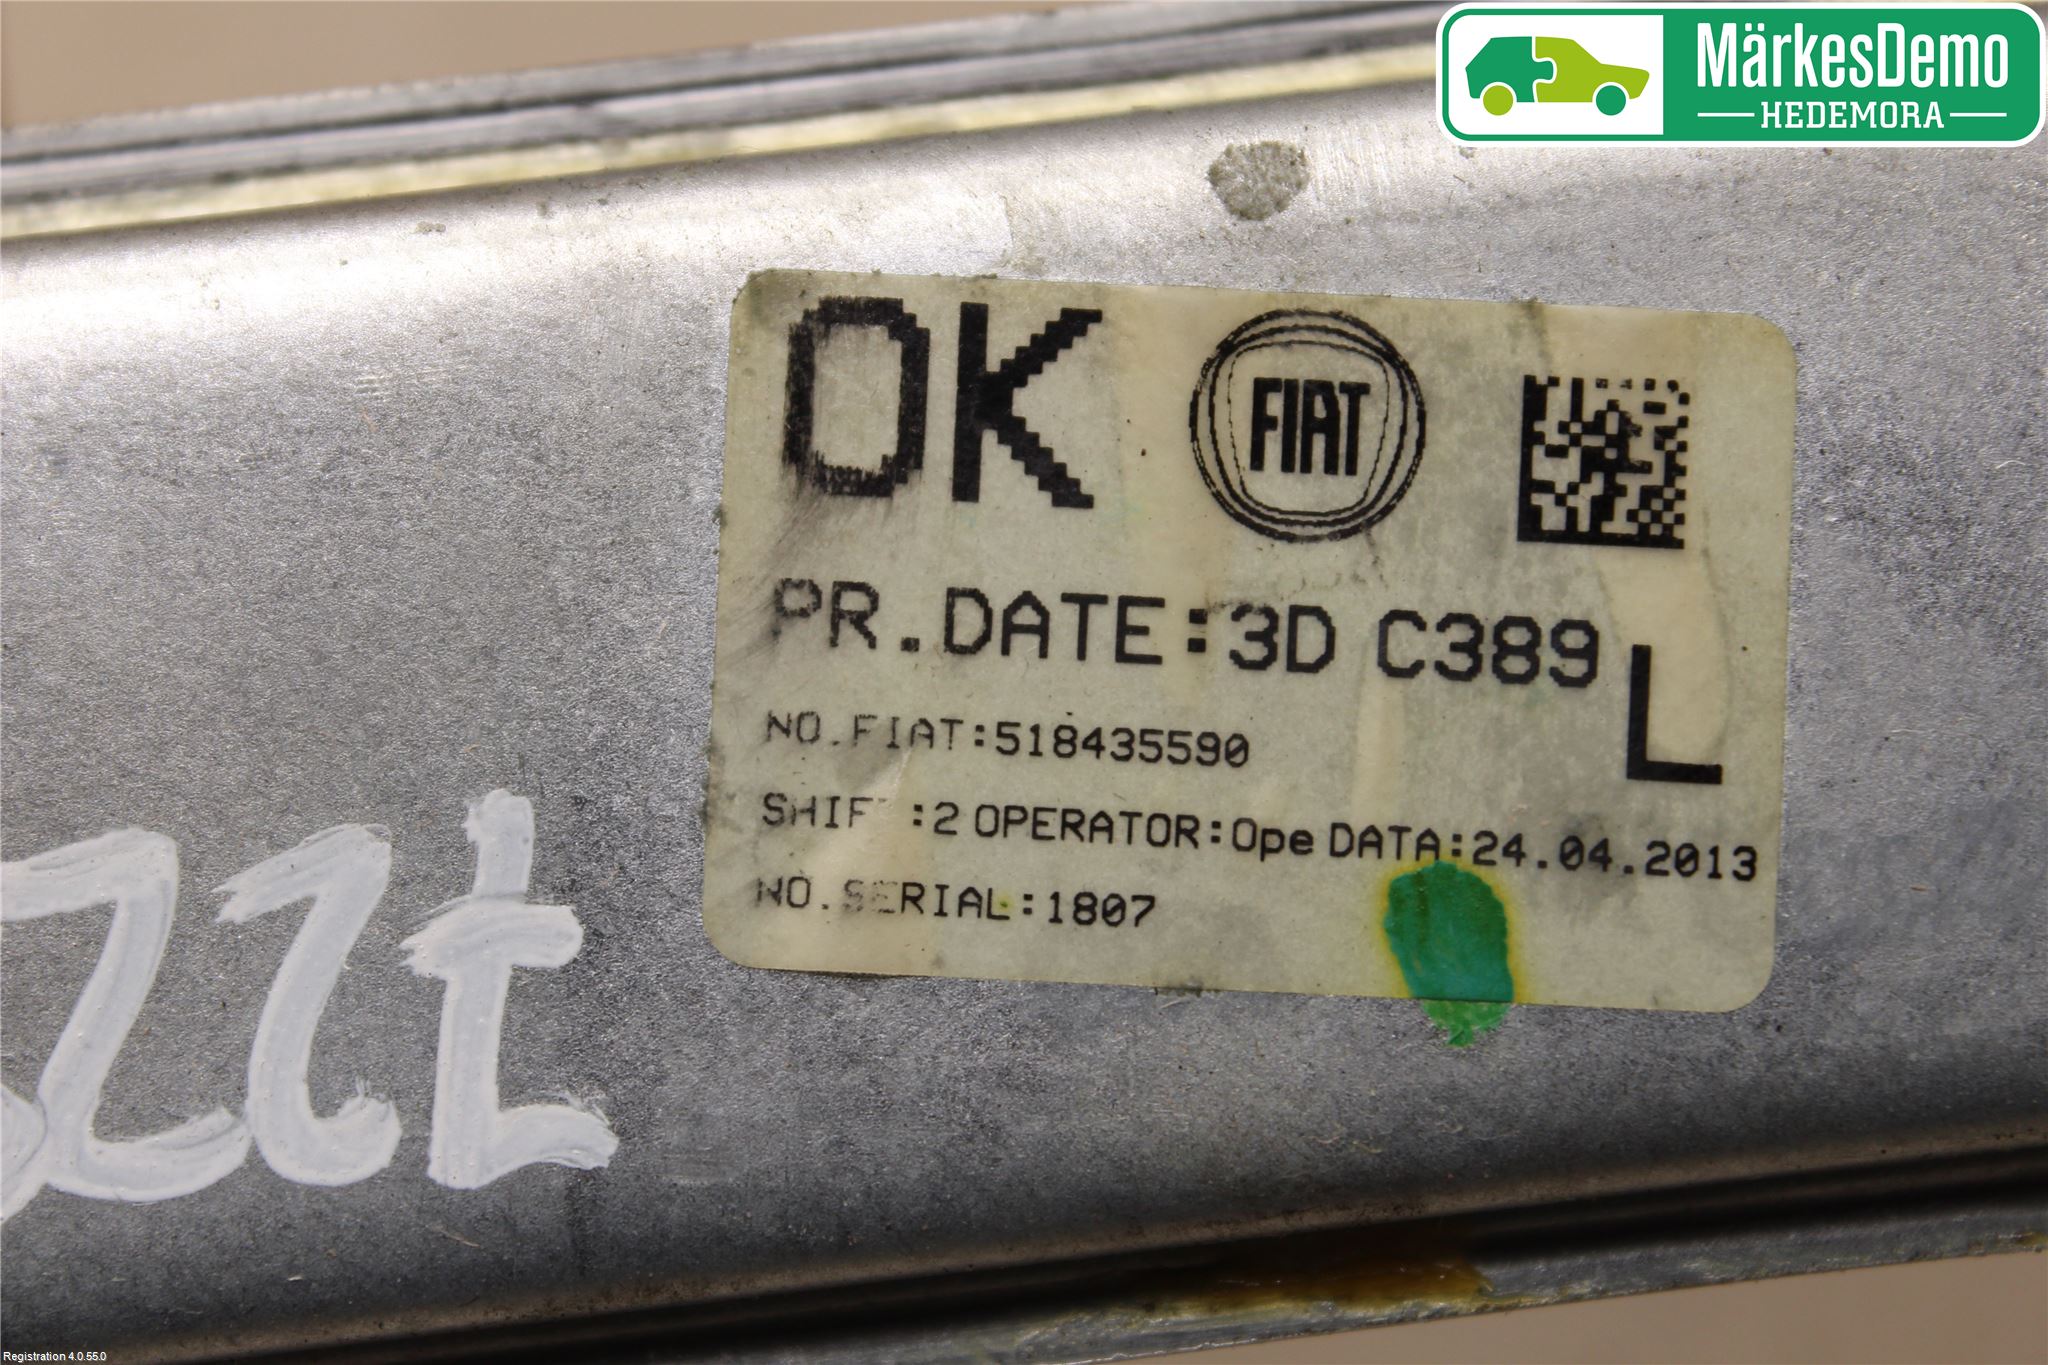 MärkesDemo
HEDEMORA
OK FIAT
PR.DATE:3D C389
L
NO.FIAT:518435590
SHIFT:2 OPERATOR:Ope DATA:24.04.2013
NO.SERIAL:1807
Registration 4.0.55.0